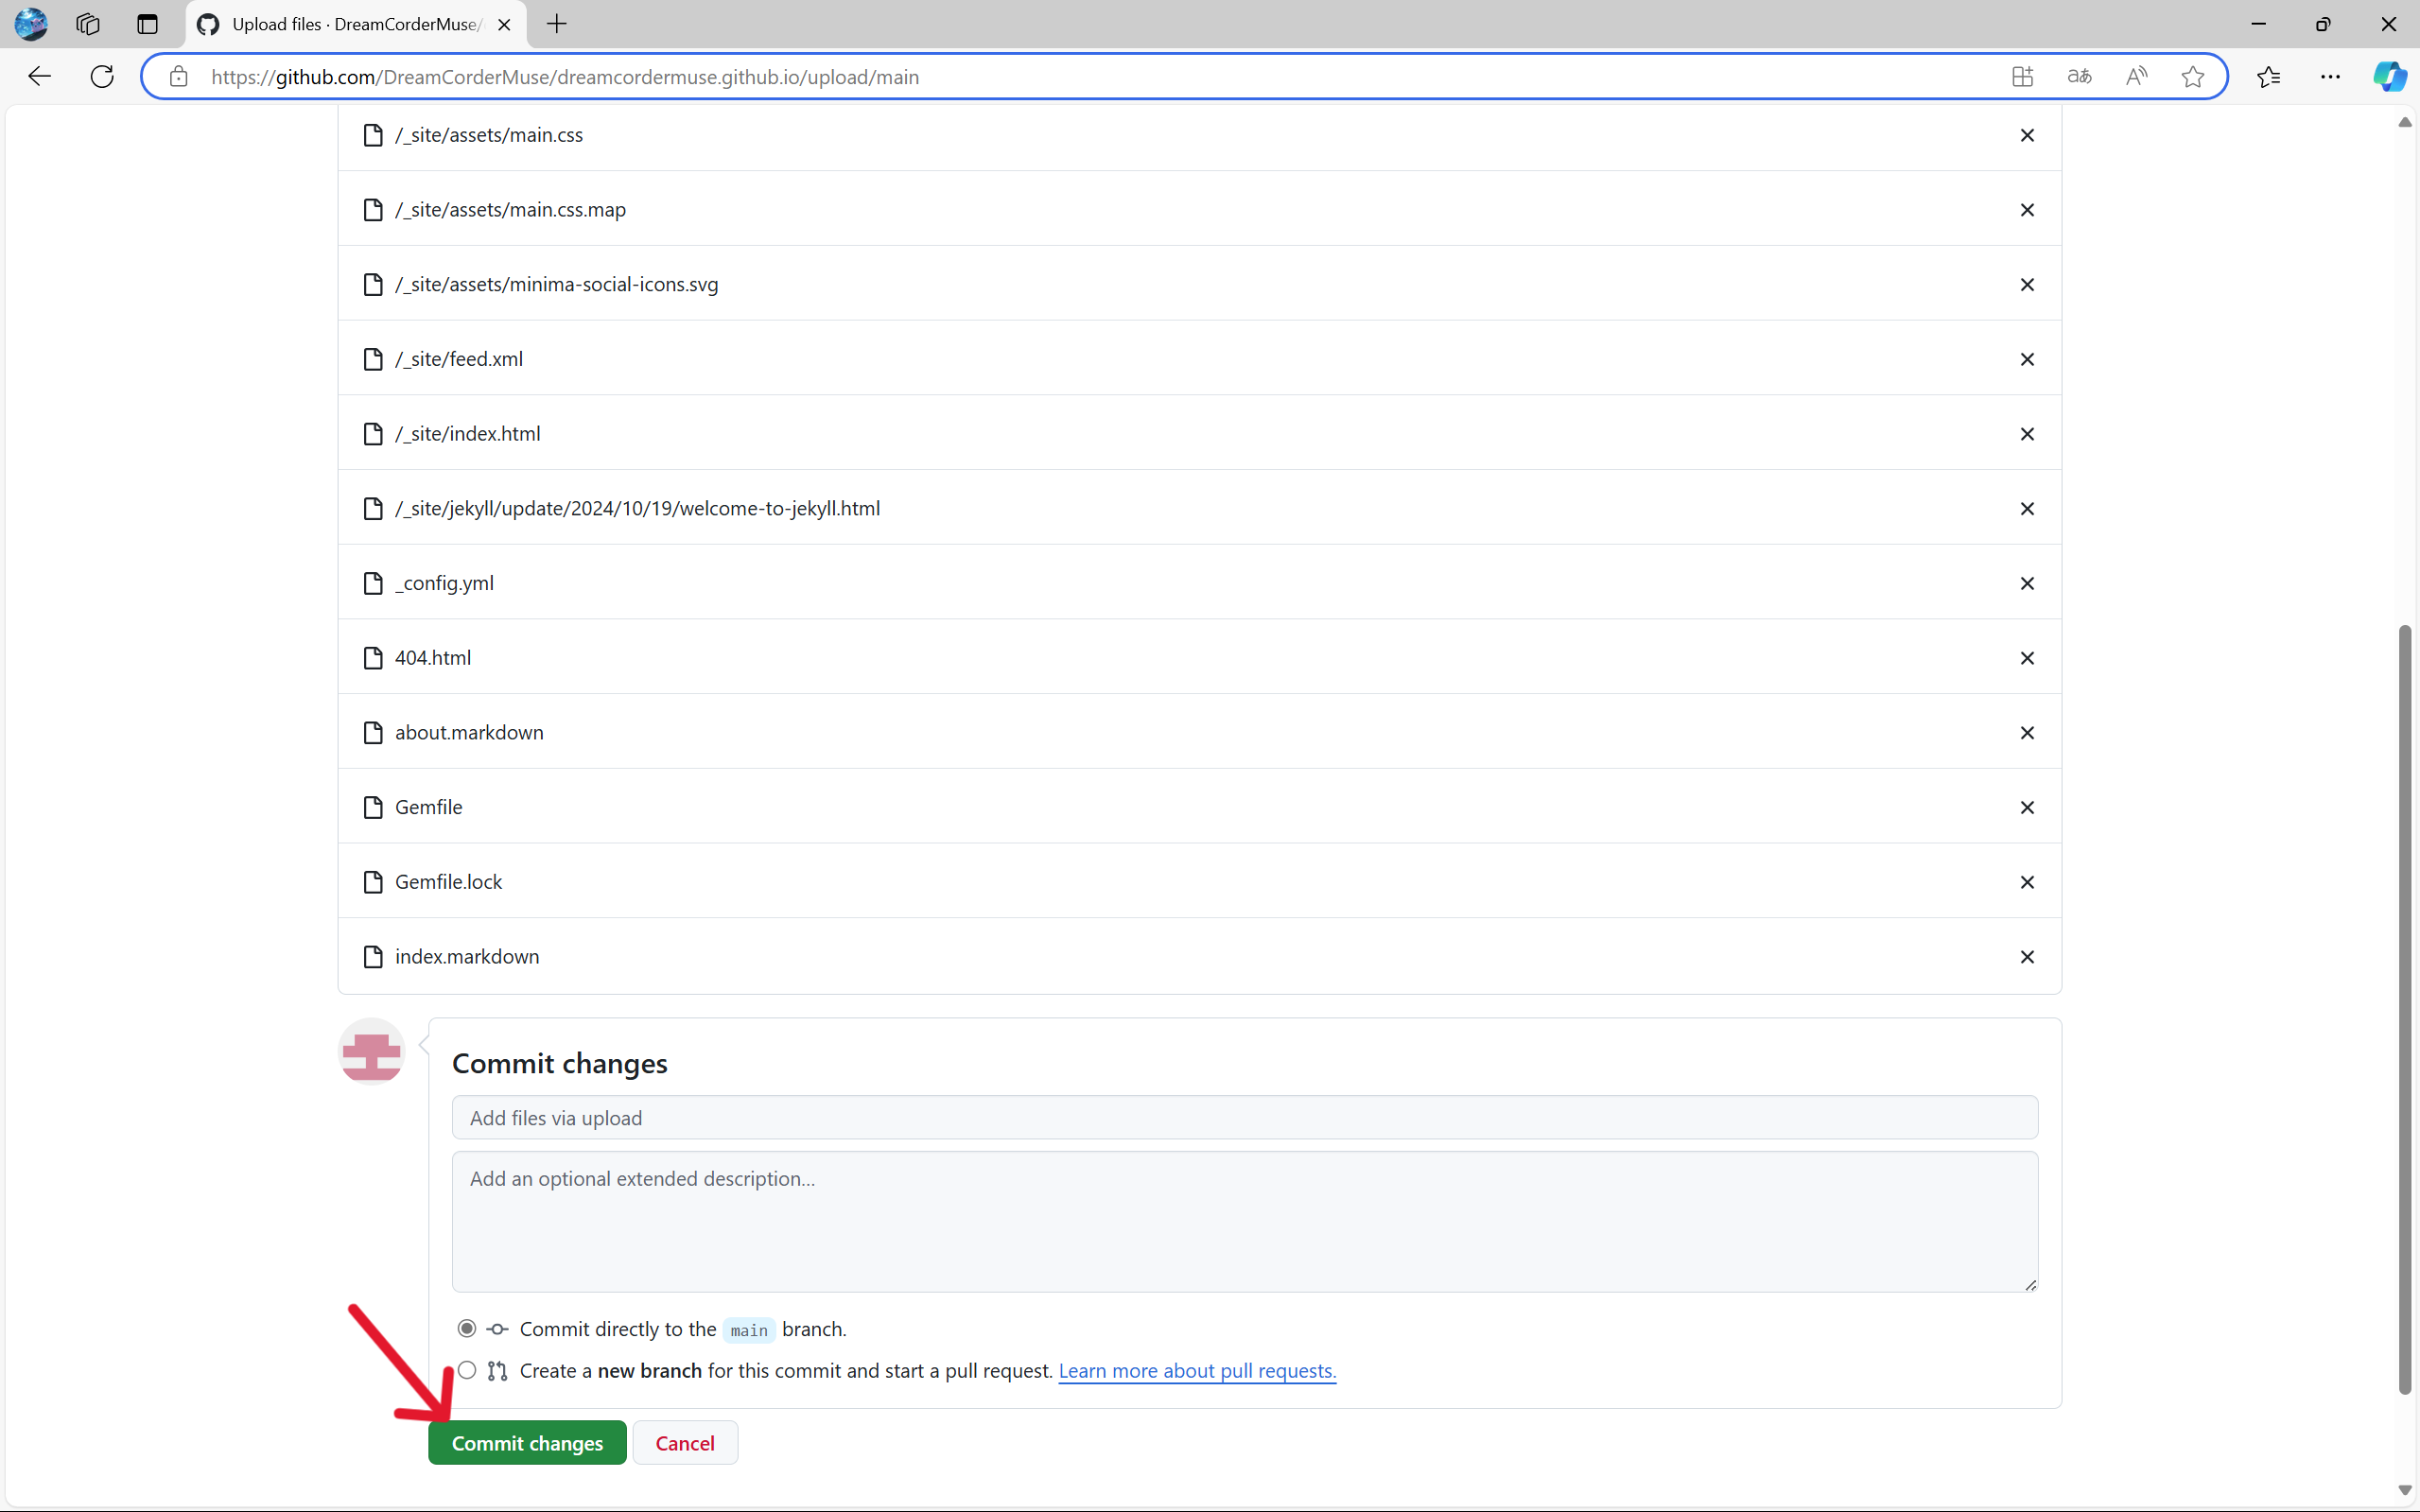 Upload files · DreamCorderMuse/
https://github.com/DreamCorderMuse/dreamcordermuse.github.io/upload/main
/_site/assets/main.css
/_site/assets/main.css.map
/_site/assets/minima-social-icons.svg
/_site/feed.xml
/_site/index.html
/_site/jekyll/update/2024/10/19/welcome-to-jekyll.html
_config.yml
404.html
about.markdown
Gemfile
Gemfile.lock
index.markdown
Commit changes
Add files via upload
Add an optional extended description...
Commit directly to the main branch.
Create a new branch for this commit and start a pull request. Learn more about pull requests.
Commit changes Cancel